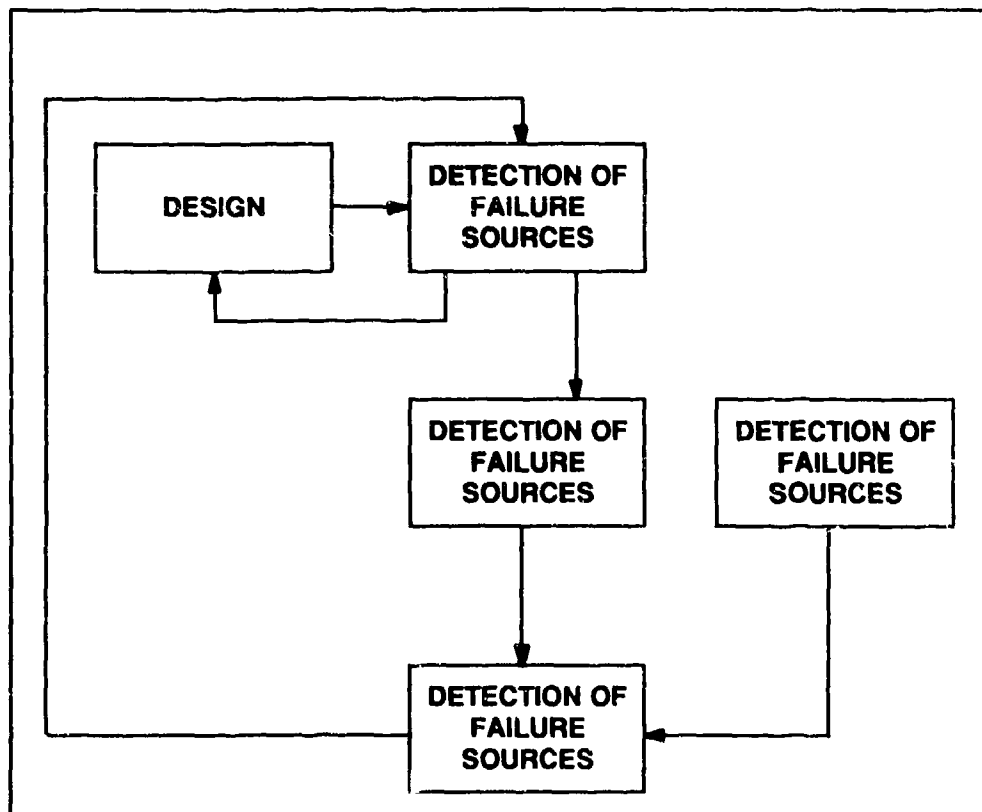 DESIGN
DETECTION OF
FAILURE
SOURCES
DETECTION OF
FAILURE
SOURCES
DETECTION OF
FAILURE
SOURCES
DETECTION OF
FAILURE
SOURCES